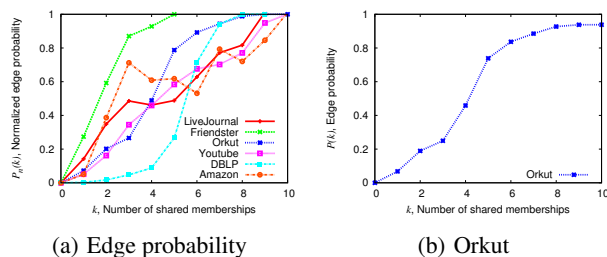 1
0.8
0.6
0.4
0.2
0
P_n(k), Normalized edge probability
LiveJournal
Friendster
Orkut
Youtube
DBLP
Amazon
0 2 4 6 8 10
k, Number of shared memberships
(a) Edge probability
1
0.8
0.6
0.4
0.2
0
P(k), Edge probability
Orkut
0 2 4 6 8 10
k, Number of shared memberships
(b) Orkut